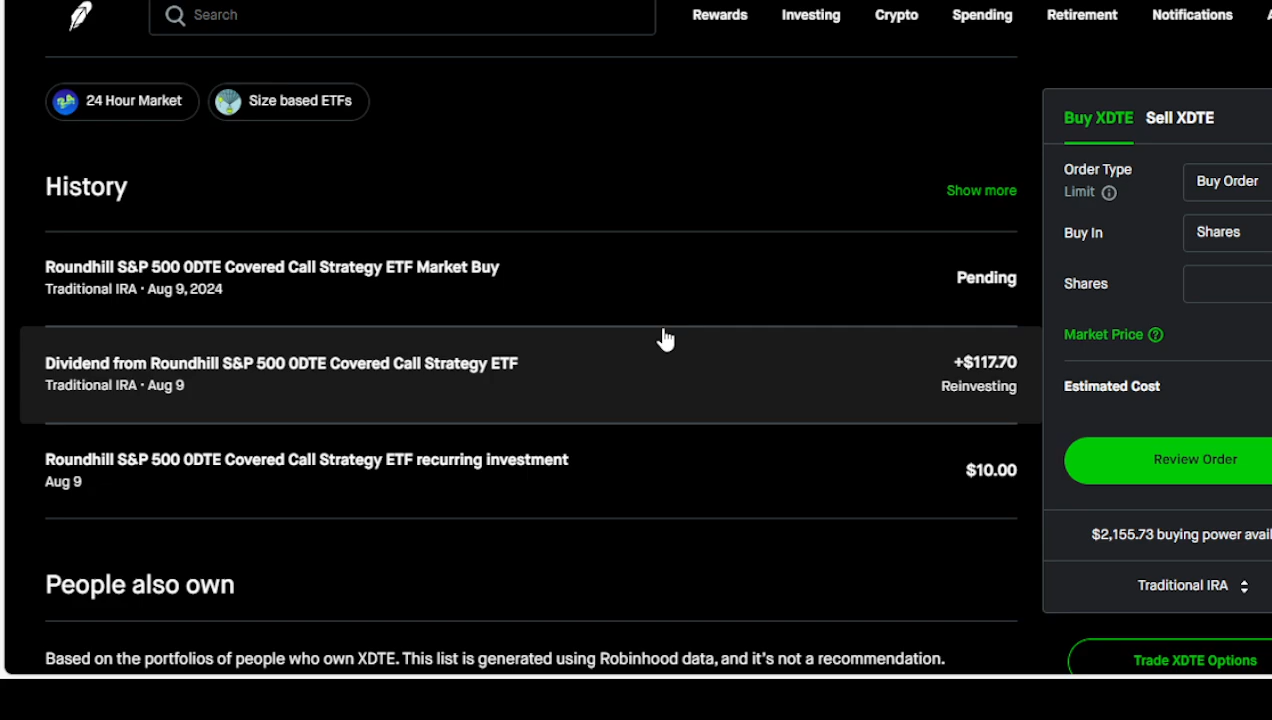 Search
Rewards Investing Crypto Spending Retirement Notifications
24 Hour Market Size based ETFs
History
Show more
Roundhill S&P 500 0DTE Covered Call Strategy ETF Market Buy
Traditional IRA · Aug 9, 2024
Pending
Dividend from Roundhill S&P 500 0DTE Covered Call Strategy ETF
Traditional IRA · Aug 9
+$117.70
Reinvesting
Roundhill S&P 500 0DTE Covered Call Strategy ETF recurring investment
Aug 9
$10.00
People also own
Based on the portfolios of people who own XDTE. This list is generated using Robinhood data, and it's not a recommendation.
Buy XDTE Sell XDTE
Order Type
Limit
Buy Order
Buy In
Shares
Shares
Market Price
Estimated Cost
Review Order
$2,155.73 buying power
Traditional IRA
Trade XDTE Options